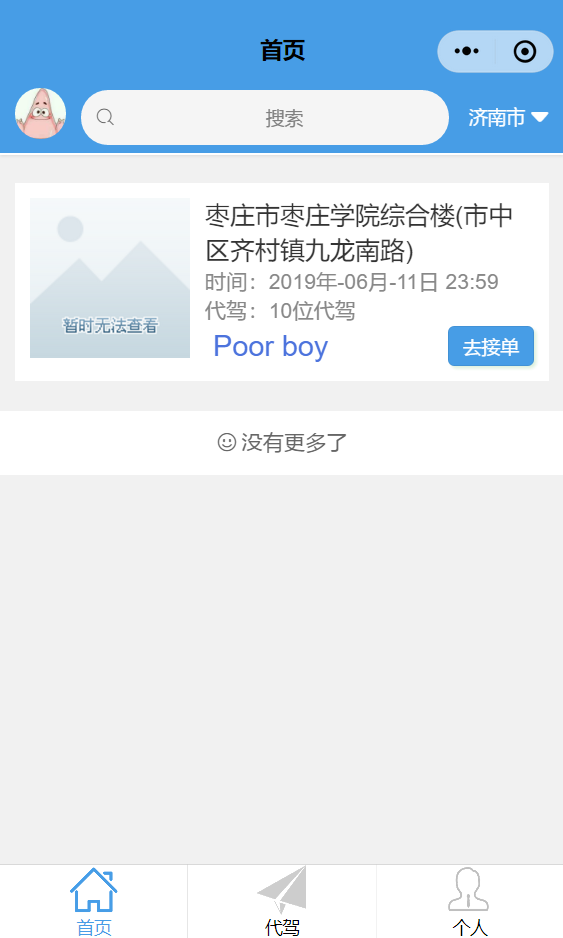 首页
搜索
济南市
枣庄市枣庄学院综合楼(市中
区齐村镇九龙南路)
时间：2019年-06月-11日 23:59
代驾：10位代驾
暂时无法查看
Poor boy
去接单
没有更多了
首页
代驾
个人